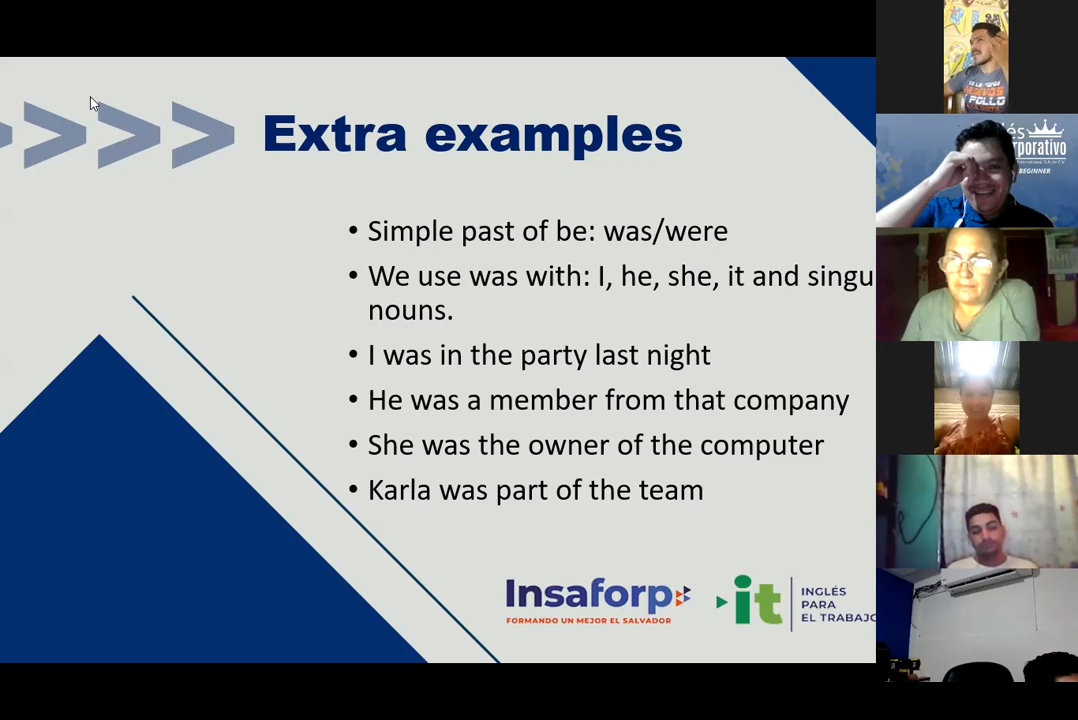 Extra examples
• Simple past of be: was/were
• We use was with: I, he, she, it and singu
nouns.
• I was in the party last night
• He was a member from that company
• She was the owner of the computer
• Karla was part of the team
Insaforp
FORMANDO UN MEJOR EL SALVADOR
it
INGLÉS
PARA
EL TRABAJO
POLLO
BEGINNER